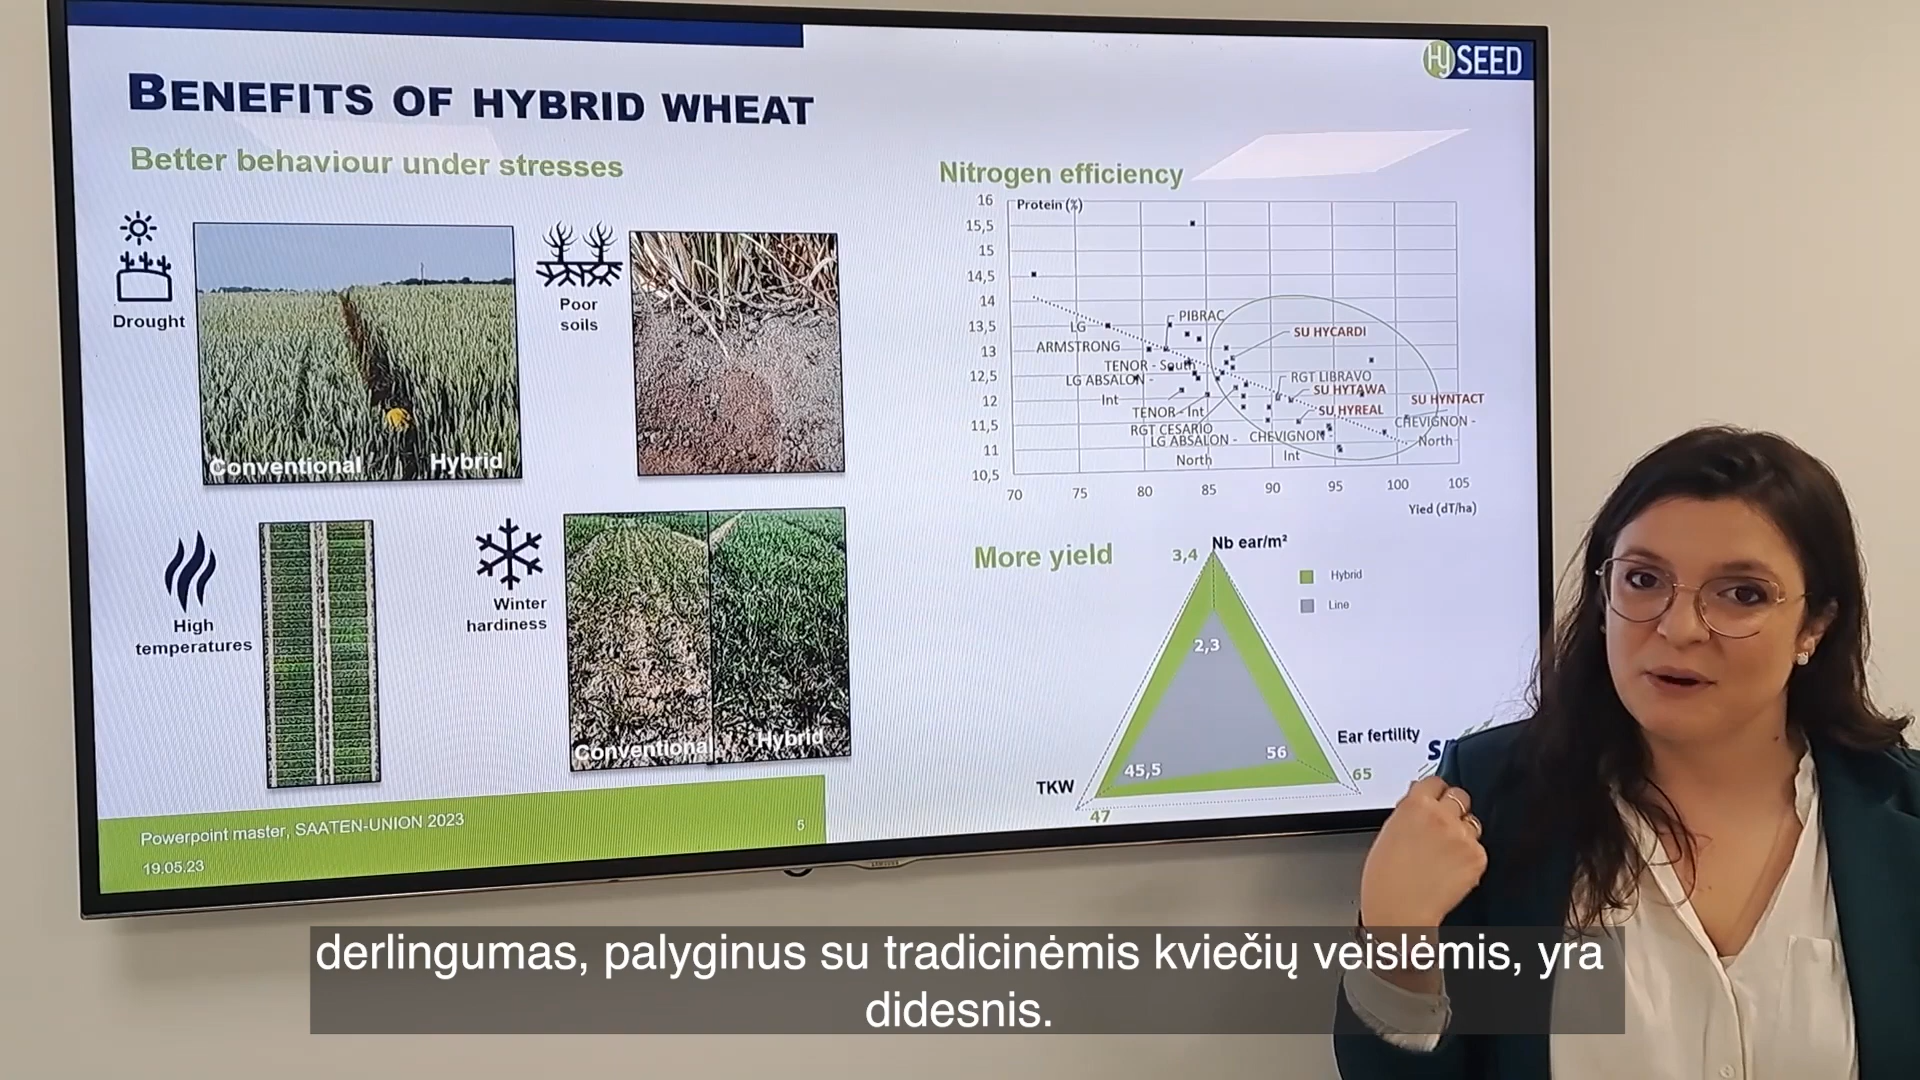 Hy SEED
BENEFITS OF HYBRID WHEAT
Better behaviour under stresses
Drought
Conventional
Hybrid
Poor
soils
High
temperatures
Winter
hardiness
Conventional
Hybrid
Nitrogen efficiency
Protein (%)
16
15,5
15
14,5
14
13,5
13
12,5
12
11,5
11
10,5
70
75
80
85
90
95
100
105
Yied (dT/ha)
PIBRAC
LG
ARMSTRONG
SU HYCARDI
TENOR - South
LG ABSALON -
Int
RGT LIBRAVO
SU HYTAWA
SU HYNTACT
TENOR - Int
SU HYREAL
RGT CESARIO
CHEVIGNON -
North
LG ABSALON -
North
CHEVIGNON -
Int
More yield
Nb ear/m²
3,4
Hybrid
Line
2,3
Ear fertility
56
65
45,5
TKW
47
Powerpoint master, SAATEN-UNION 2023
5
19.05.23
SAMSUNG
derlingumas, palyginus su tradicinėmis kviečių veislėmis, yra
didesnis.